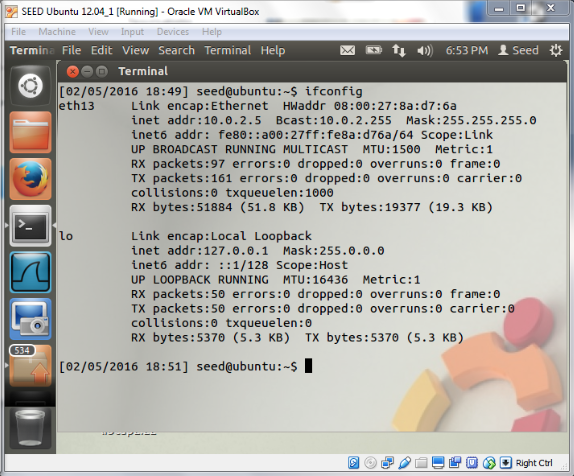 SEED Ubuntu 12.04_1 [Running] - Oracle VM VirtualBox
File Machine View Input Devices Help
Termina File Edit View Search Terminal Help 6:53 PM Seed
Terminal
[02/05/2016 18:49] seed@ubuntu:~$ ifconfig
eth13 Link encap:Ethernet HWaddr 08:00:27:8a:d7:6a
inet addr:10.0.2.5 Bcast:10.0.2.255 Mask:255.255.255.0
inet6 addr: fe80::a00:27ff:fe8a:d76a/64 Scope:Link
UP BROADCAST RUNNING MULTICAST MTU:1500 Metric:1
RX packets:97 errors:0 dropped:0 overruns:0 frame:0
TX packets:161 errors:0 dropped:0 overruns:0 carrier:0
collisions:0 txqueuelen:1000
RX bytes:51884 (51.8 KB) TX bytes:19377 (19.3 KB)
lo Link encap:Local Loopback
inet addr:127.0.0.1 Mask:255.0.0.0
inet6 addr: ::1/128 Scope:Host
UP LOOPBACK RUNNING MTU:16436 Metric:1
RX packets:50 errors:0 dropped:0 overruns:0 frame:0
TX packets:50 errors:0 dropped:0 overruns:0 carrier:0
collisions:0 txqueuelen:0
RX bytes:5370 (5.3 KB) TX bytes:5370 (5.3 KB)
534
[02/05/2016 18:51] seed@ubuntu:~$
Right Ctrl